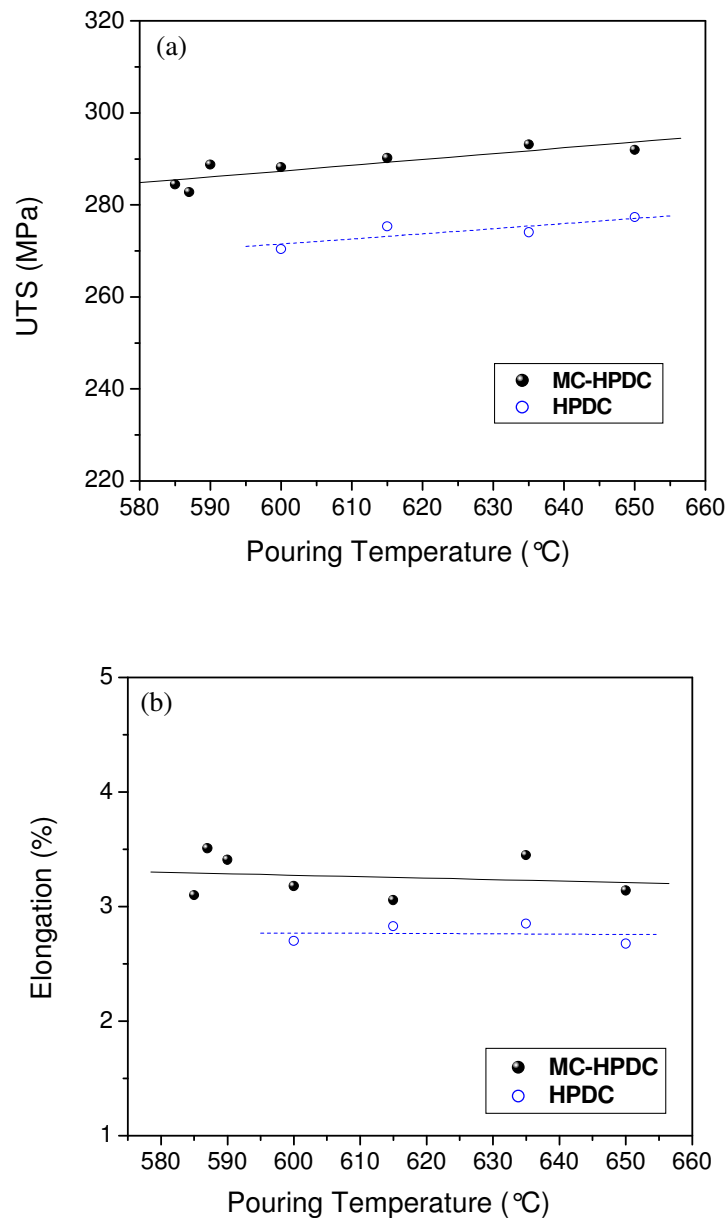 (a)
320
300
280
260
240
220
UTS (MPa)
MC-HPDC
HPDC
580 590 600 610 620 630 640 650 660
Pouring Temperature (°C)
(b)
5
4
3
2
1
Elongation (%)
MC-HPDC
HPDC
580 590 600 610 620 630 640 650 660
Pouring Temperature (°C)